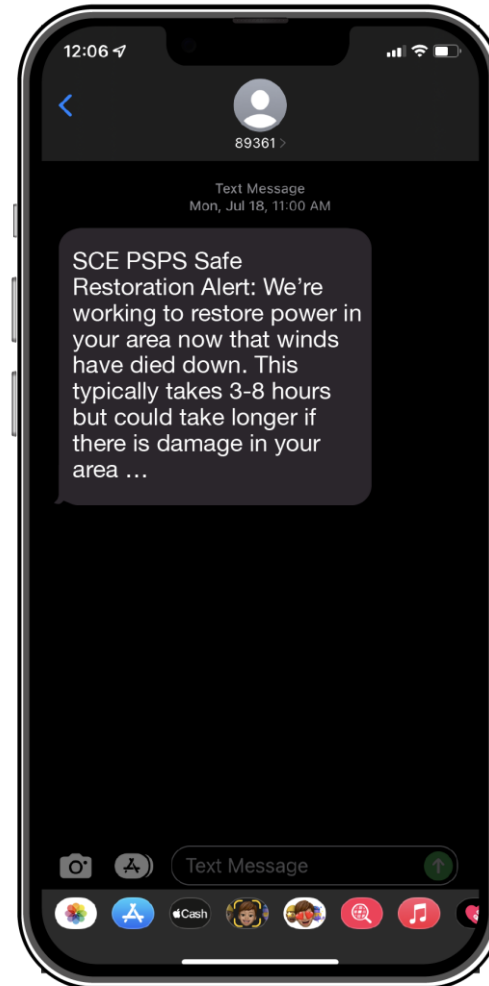 12:06
89361 >
Text Message
Mon, Jul 18, 11:00 AM
SCE PSPS Safe
Restoration Alert: We’re
working to restore power in
your area now that winds
have died down. This
typically takes 3-8 hours
but could take longer if
there is damage in your
area …
Text Message
Cash